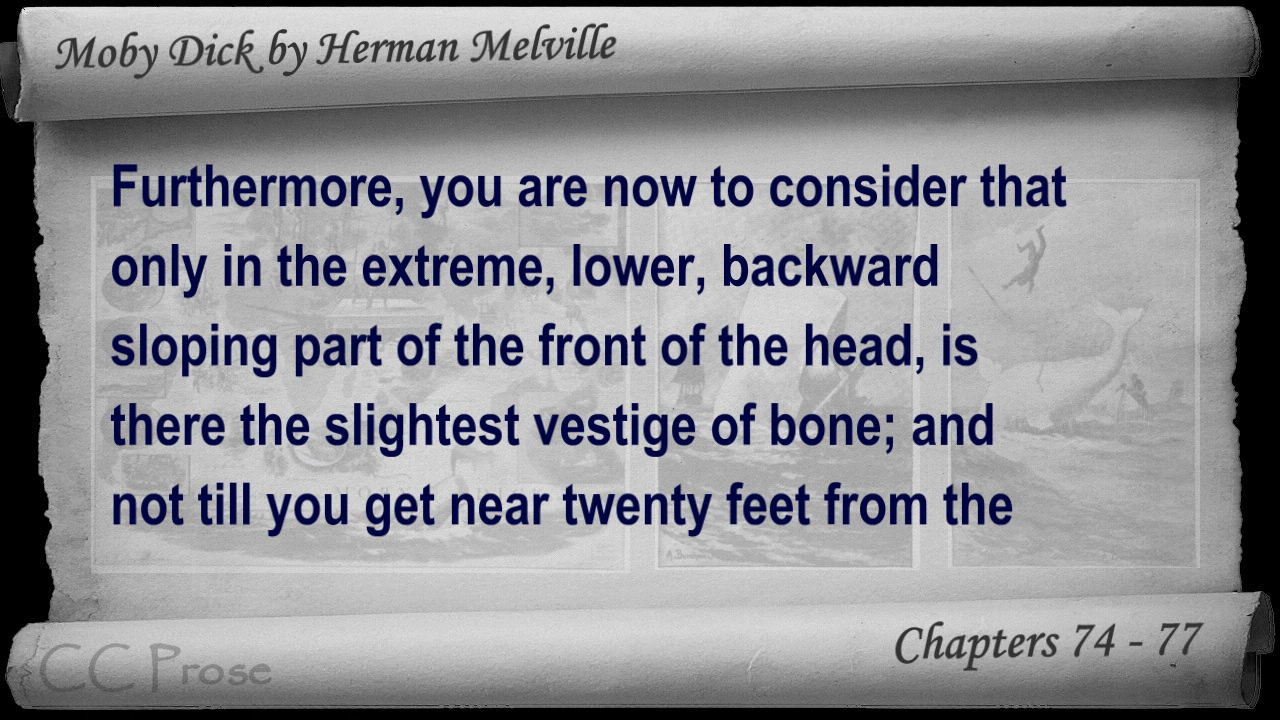 Moby Dick by Herman Melville
Furthermore, you are now to consider that
only in the extreme, lower, backward
sloping part of the front of the head, is
there the slightest vestige of bone; and
not till you get near twenty feet from the
Chapters 74 - 77
CC Prose